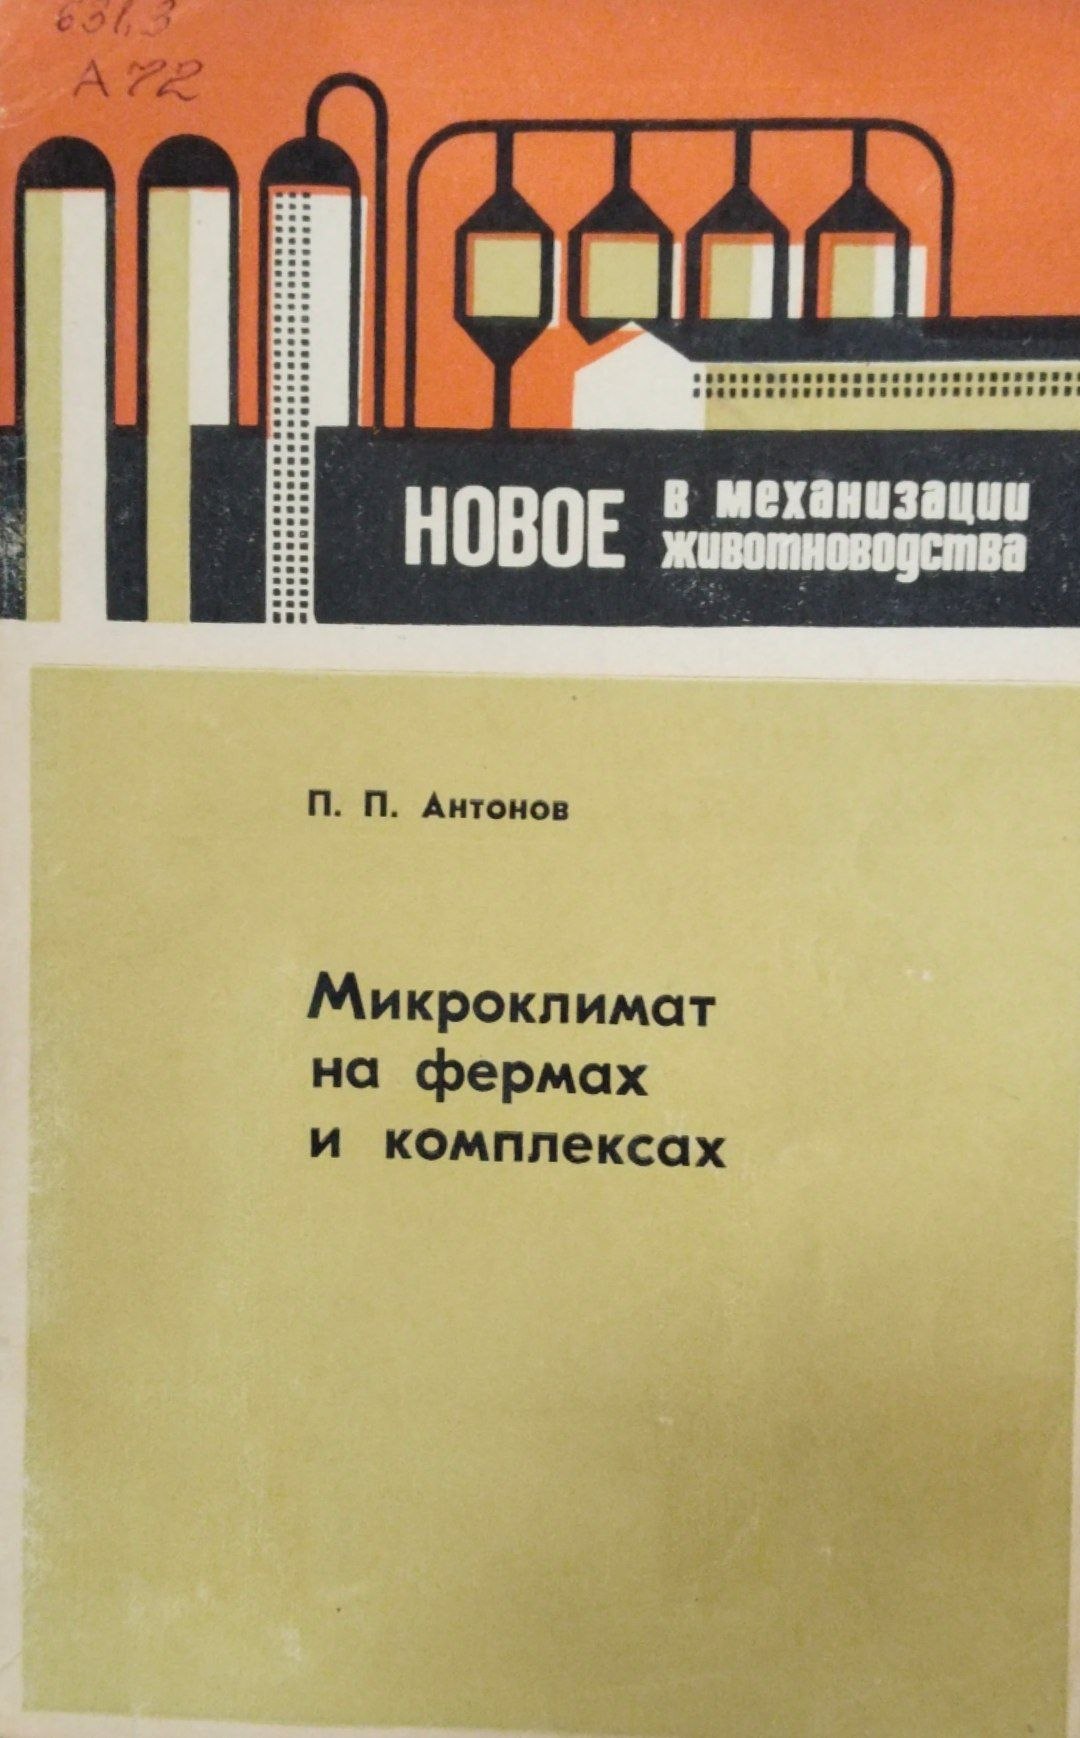 631,3
А72
НОВОЕ в механизации
животноводства
П. П. Антонов
Микроклимат
на фермах
и комплексах